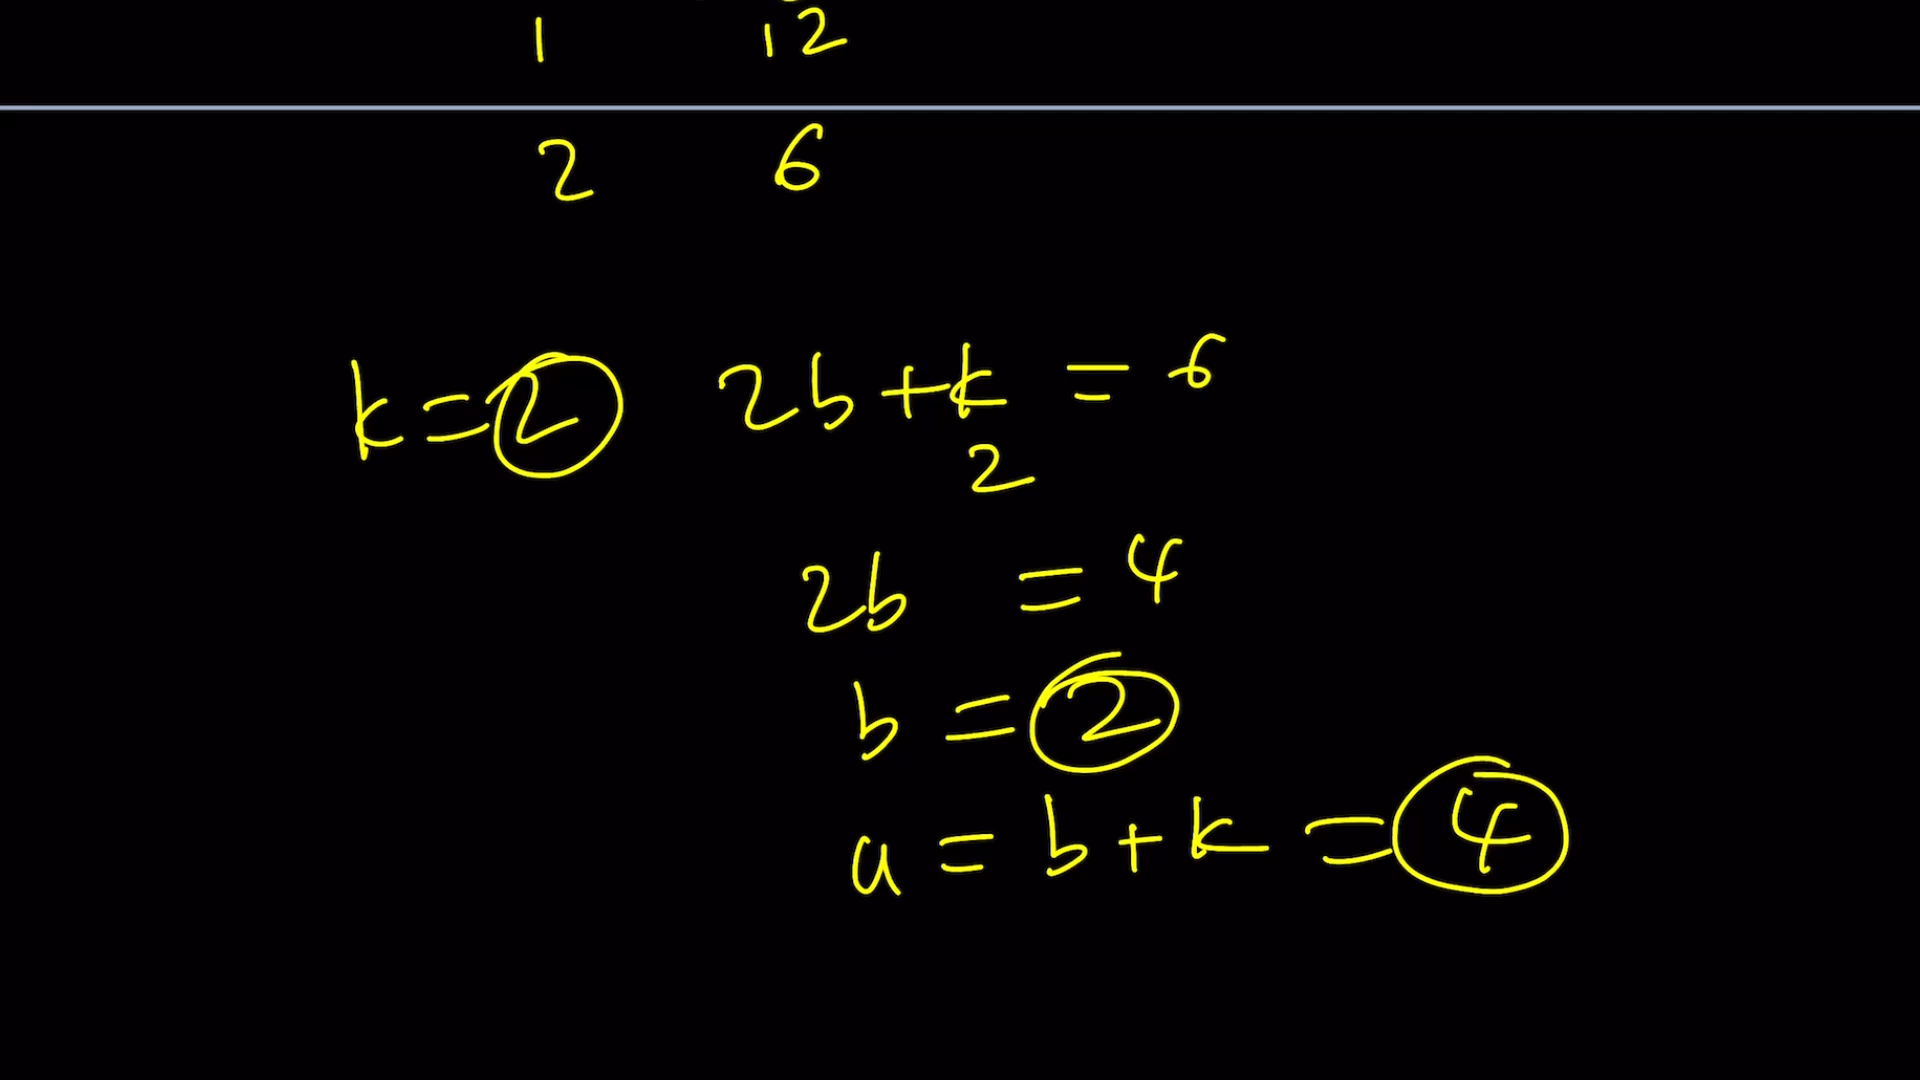 1 12
2 6
k=2 2b+k = 6
2
2b = 4
b = 2
a = b+k = 4